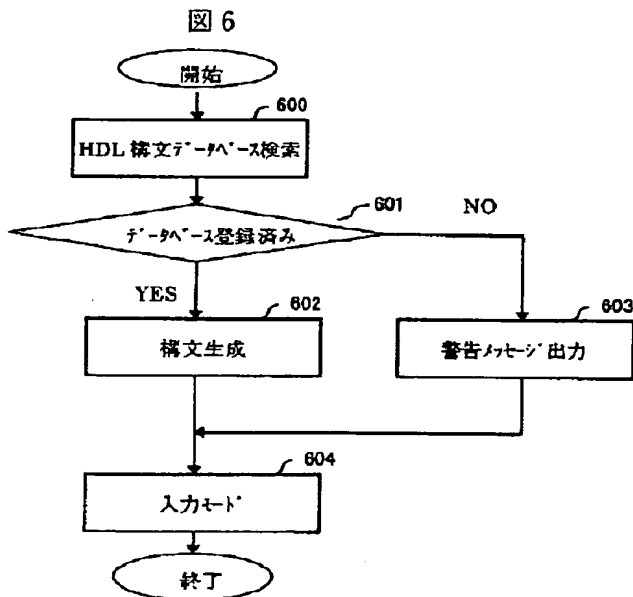 図6
開始
600
HDL 構文ﾃﾞｰﾀﾍﾞｰｽ検索
601
NO
ﾃﾞｰﾀﾍﾞｰｽ登録済み
YES
602
603
構文生成
警告ﾒｯｾｰｼﾞ出力
604
入力ﾓｰﾄﾞ
終了